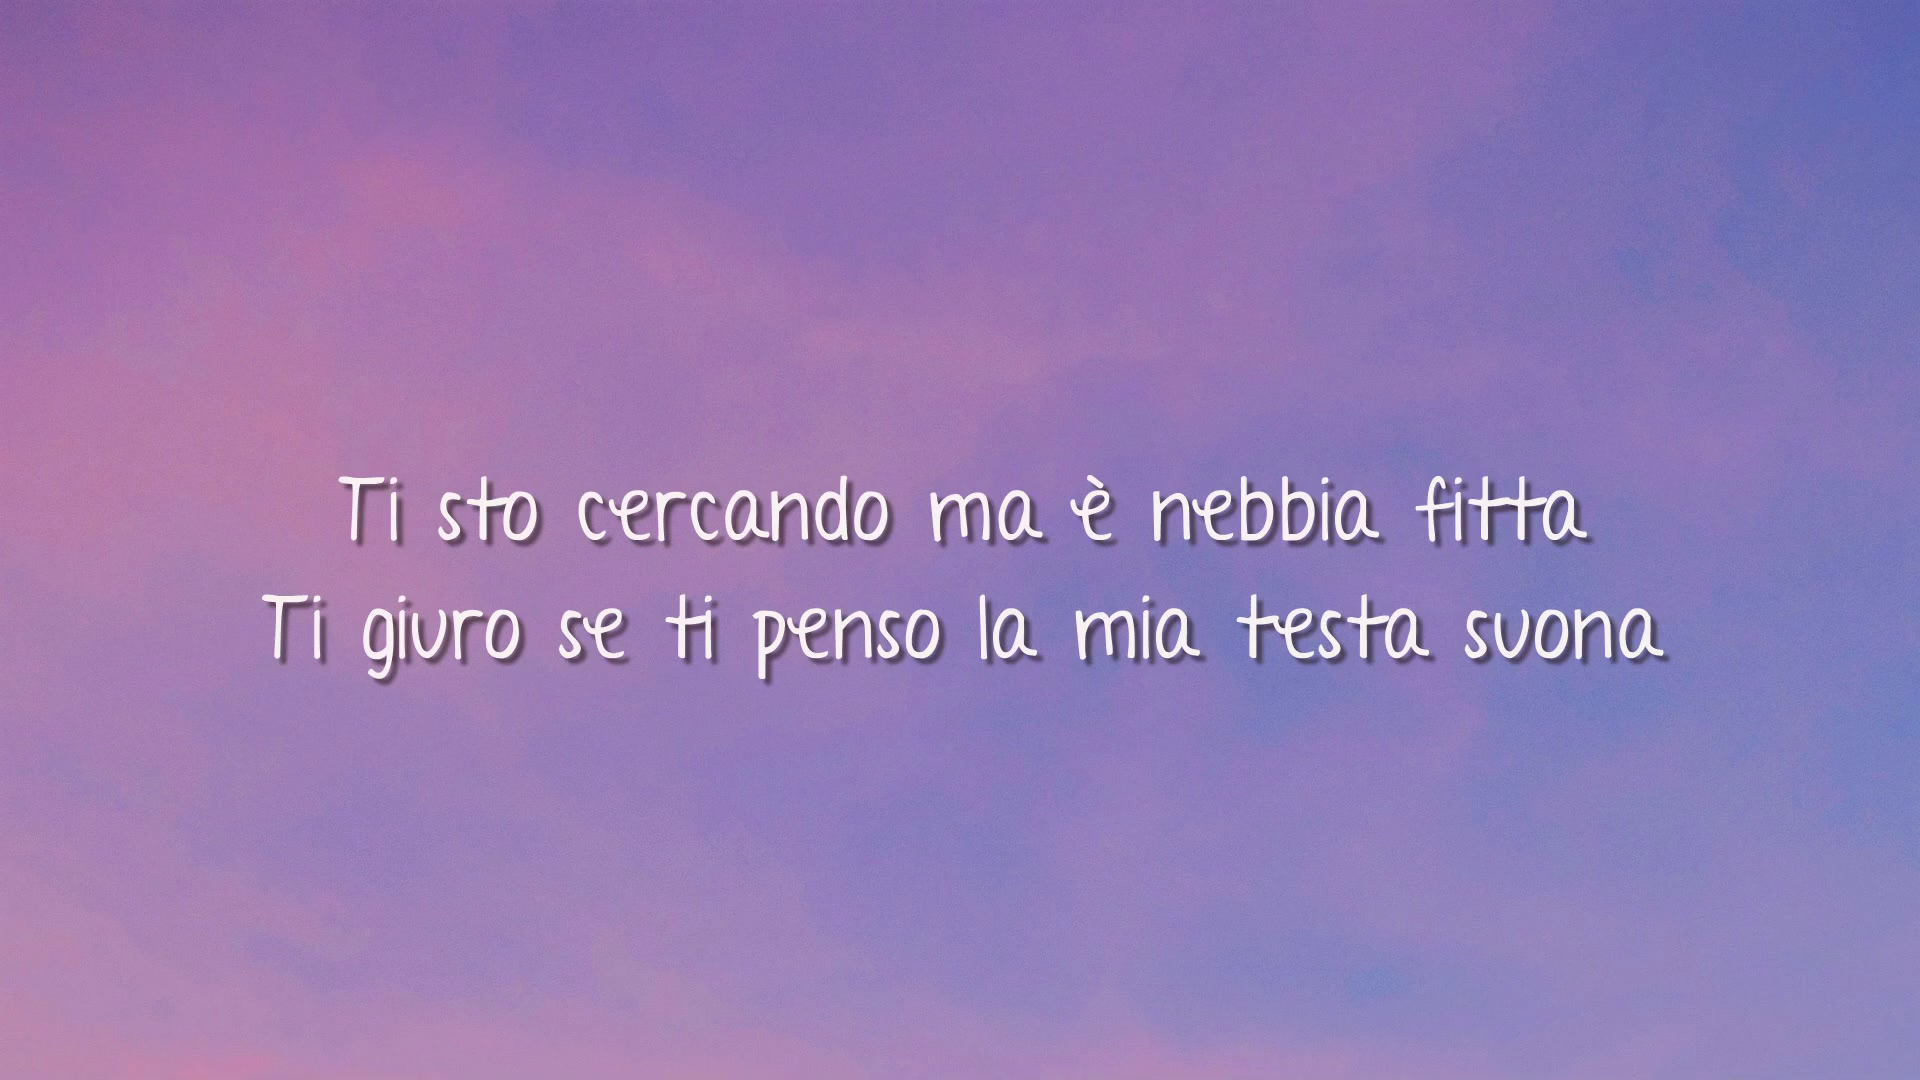 Ti sto cercando ma è nebbia fitta
Ti giuro se ti penso la mia testa suona